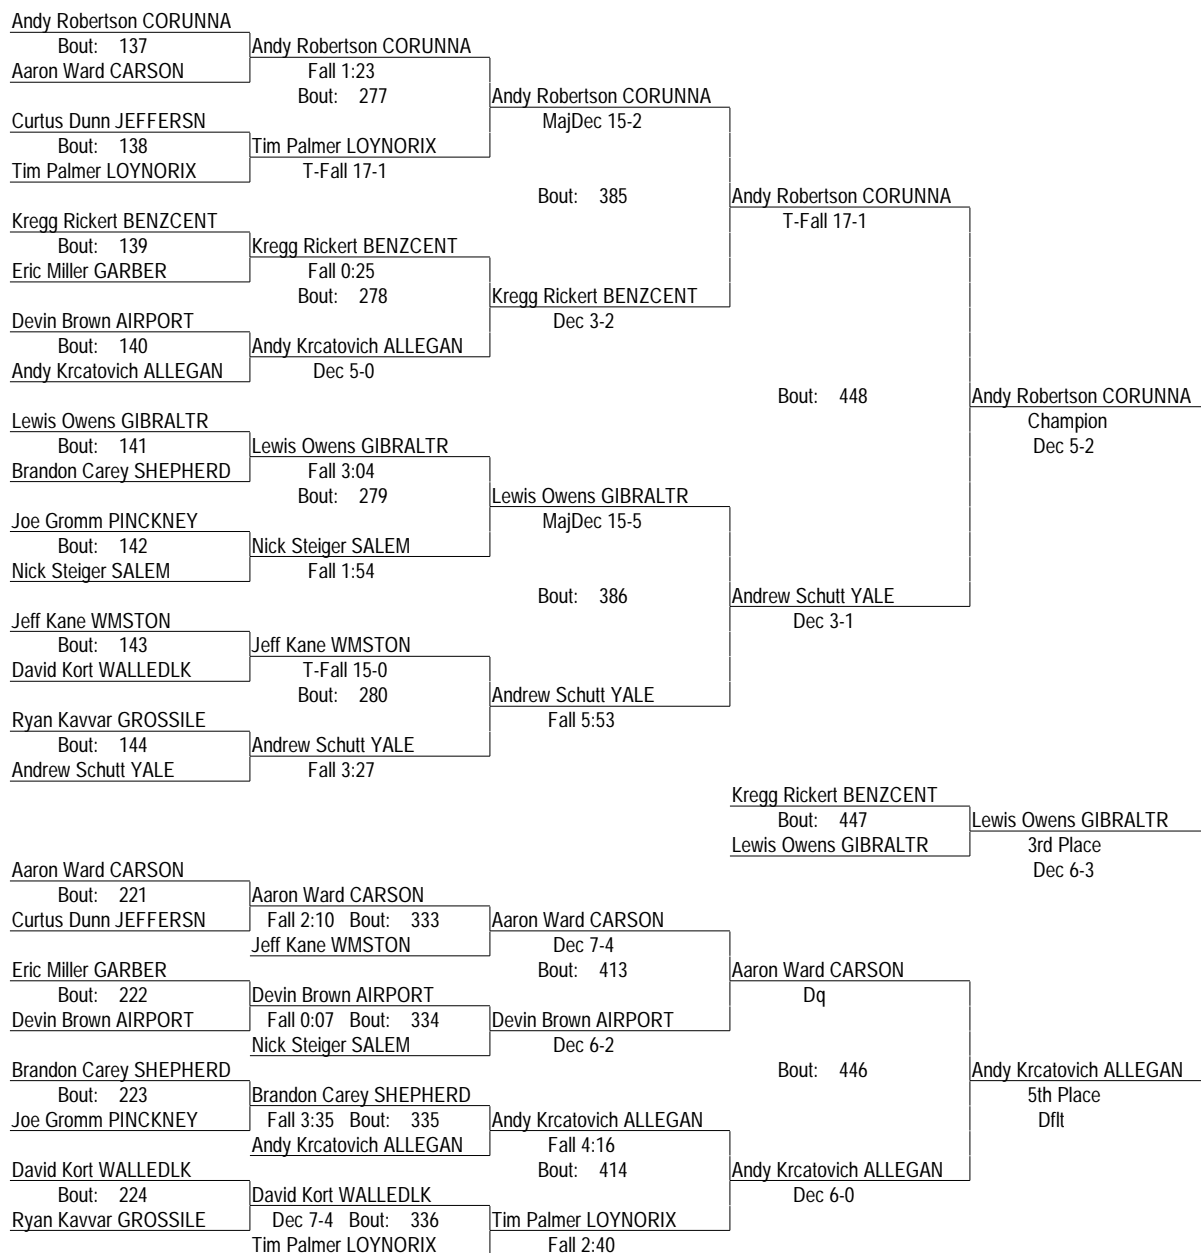 Andy Robertson CORUNNA
Bout: 137
Andy Robertson CORUNNA
Aaron Ward CARSON
Fall 1:23
Bout: 277
Andy Robertson CORUNNA
Curtus Dunn JEFFERSN
MajDec 15-2
Bout: 138
Tim Palmer LOYNORIX
Tim Palmer LOYNORIX
T-Fall 17-1
Bout: 385
Andy Robertson CORUNNA
Kregg Rickert BENZCENT
T-Fall 17-1
Bout: 139
Kregg Rickert BENZCENT
Eric Miller GARBER
Fall 0:25
Bout: 278
Kregg Rickert BENZCENT
Devin Brown AIRPORT
Dec 3-2
Bout: 140
Andy Krcatovich ALLEGAN
Andy Krcatovich ALLEGAN
Dec 5-0
Bout: 448
Andy Robertson CORUNNA
Lewis Owens GIBRALTR
Champion
Bout: 141
Lewis Owens GIBRALTR
Dec 5-2
Brandon Carey SHEPHERD
Fall 3:04
Bout: 279
Lewis Owens GIBRALTR
Joe Gromm PINCKNEY
MajDec 15-5
Bout: 142
Nick Steiger SALEM
Nick Steiger SALEM
Fall 1:54
Bout: 386
Andrew Schutt YALE
Jeff Kane WMSTON
Dec 3-1
Bout: 143
Jeff Kane WMSTON
David Kort WALLEDLK
T-Fall 15-0
Bout: 280
Andrew Schutt YALE
Ryan Kavvar GROSSILE
Fall 5:53
Bout: 144
Andrew Schutt YALE
Andrew Schutt YALE
Fall 3:27
Kregg Rickert BENZCENT
Bout: 447
Lewis Owens GIBRALTR
Lewis Owens GIBRALTR
3rd Place
Aaron Ward CARSON
Dec 6-3
Bout: 221
Aaron Ward CARSON
Curtus Dunn JEFFERSN
Fall 2:10 Bout: 333
Aaron Ward CARSON
Jeff Kane WMSTON
Dec 7-4
Eric Miller GARBER
Bout: 413
Aaron Ward CARSON
Bout: 222
Devin Brown AIRPORT
Dq
Devin Brown AIRPORT
Fall 0:07 Bout: 334
Devin Brown AIRPORT
Nick Steiger SALEM
Dec 6-2
Brandon Carey SHEPHERD
Bout: 446
Andy Krcatovich ALLEGAN
Bout: 223
Brandon Carey SHEPHERD
5th Place
Joe Gromm PINCKNEY
Fall 3:35 Bout: 335
Andy Krcatovich ALLEGAN
Dflt
Andy Krcatovich ALLEGAN
Fall 4:16
David Kort WALLEDLK
Bout: 414
Andy Krcatovich ALLEGAN
Bout: 224
David Kort WALLEDLK
Dec 6-0
Ryan Kavvar GROSSILE
Dec 7-4 Bout: 336
Tim Palmer LOYNORIX
Tim Palmer LOYNORIX
Fall 2:40